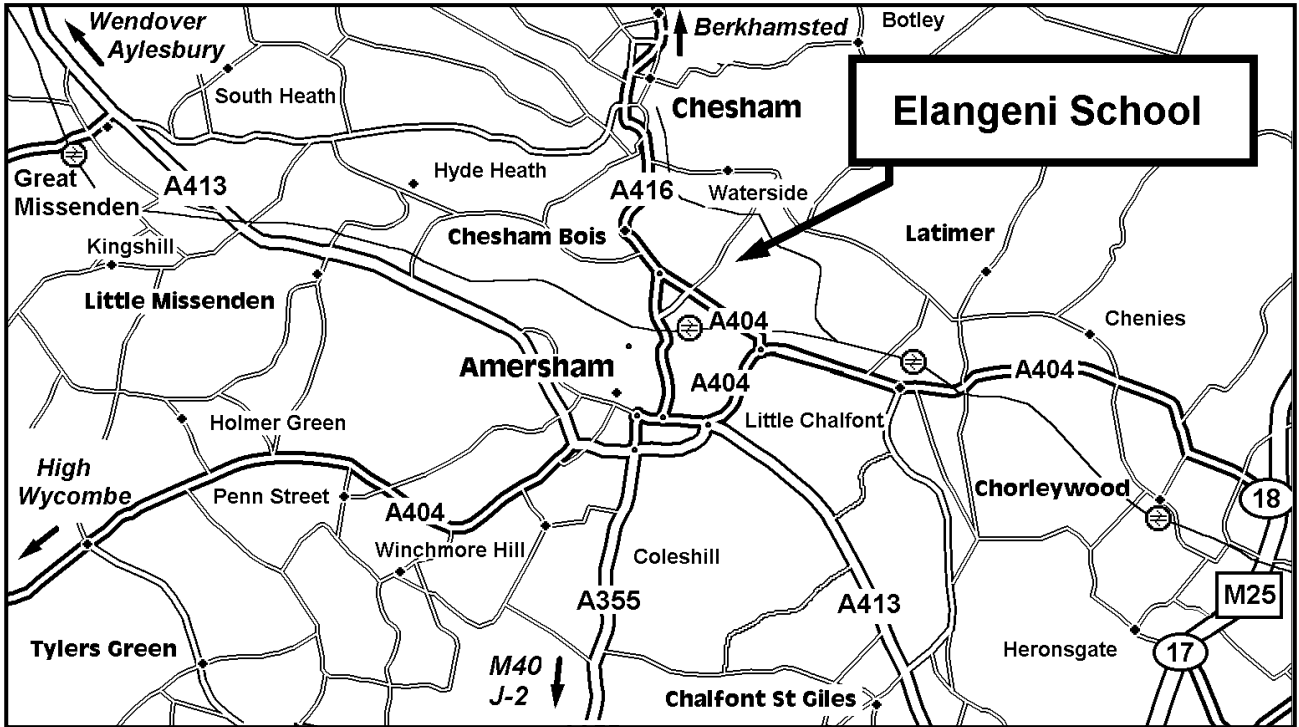 Wendover
Aylesbury
Berkhamsted
Botley
South Heath
Chesham
Elangeni School
Great
Missenden
A413
Hyde Heath
A416
Waterside
Kingshill
Chesham Bois
Latimer
Little Missenden
A404
Chenies
Amersham
A404
A404
Holmer Green
Little Chalfont
High
Wycombe
Penn Street
A404
Chorleywood
18
Winchmore Hill
Coleshill
A355
A413
M25
Tylers Green
Heronsgate
17
M40
J-2
Chalfont St Giles